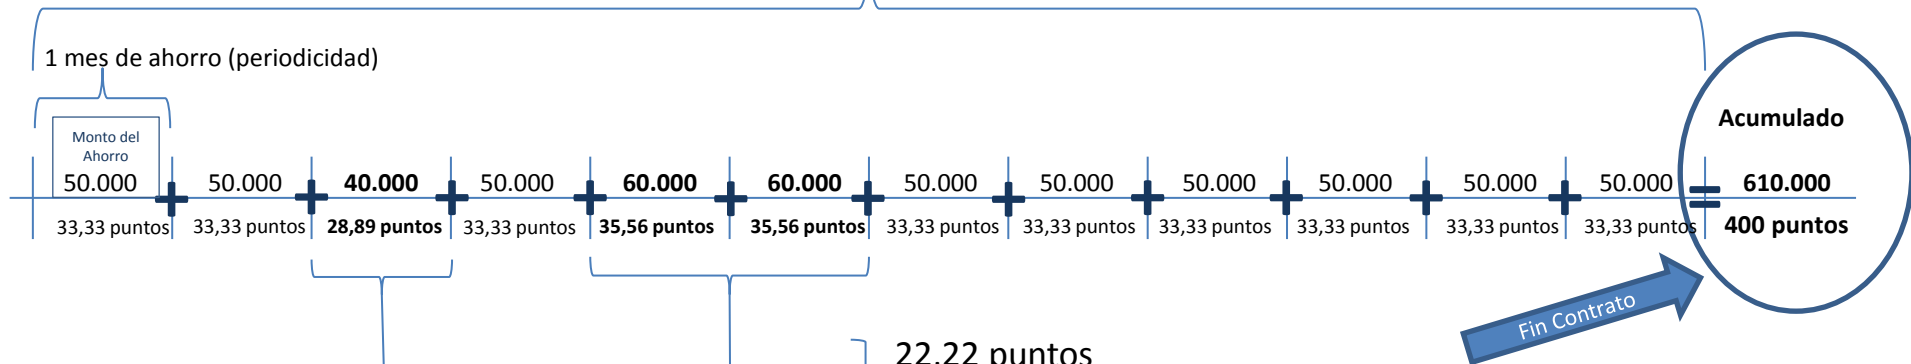 1 mes de ahorro (periodicidad)
Acumulado
Monto del
Ahorro
50.000 50.000 40.000 50.000 60.000 60.000 50.000 50.000 50.000 50.000 50.000 50.000 610.000
33,33 puntos 33,33 puntos 28,89 puntos 33,33 puntos 35,56 puntos 35,56 puntos 33,33 puntos 33,33 puntos 33,33 puntos 33,33 puntos 33,33 puntos 33,33 puntos 400 puntos
Fin Contrato
22,22 puntos